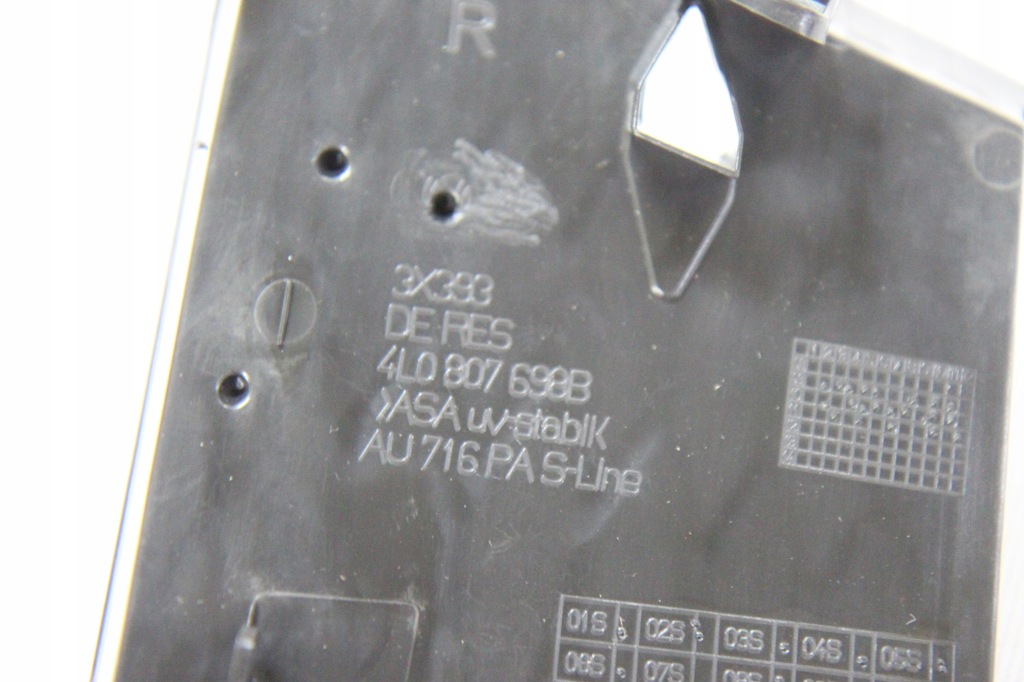 R
3X393
DE RES
4L0 807 698B
>ASA uv-stabil<
AU 716 PA S-Line
01S 02S 03S 04S 05S
06S 07S